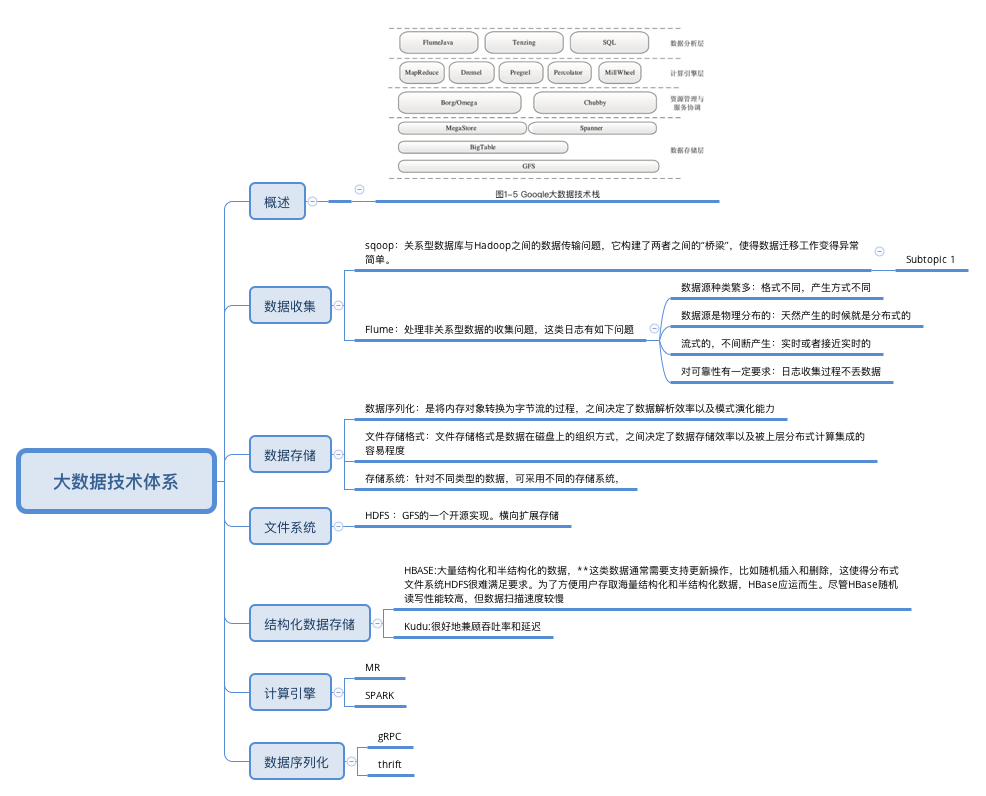 FlumeJava Tenzing SQL 数据分析层
MapReduce Dremel Pregel Percolator MillWheel 计算引擎层
Borg/Omega Chubby 资源管理与
服务协调
MegaStore Spanner
BigTable 数据存储层
GFS
图1-5 Google大数据技术栈
概述
sqoop：关系型数据库与Hadoop之间的数据传输问题，它构建了两者之间的“桥梁”，使得数据迁移工作变得异常
简单。
Subtopic 1
数据收集
数据源种类繁多：格式不同，产生方式不同
数据源是物理分布的：天然产生的时候就是分布式的
Flume：处理非关系型数据的收集问题，这类日志有如下问题
流式的，不间断产生：实时或者接近实时的
对可靠性有一定要求：日志收集过程不丢数据
数据序列化：是将内存对象转换为字节流的过程，之间决定了数据解析效率以及模式演化能力
文件存储格式：文件存储格式是数据在磁盘上的组织方式，之间决定了数据存储效率以及被上层分布式计算集成的
容易程度
数据存储
存储系统：针对不同类型的数据，可采用不同的存储系统，
大数据技术体系
文件系统
HDFS：GFS的一个开源实现。横向扩展存储
HBASE:大量结构化和半结构化的数据，**这类数据通常需要支持更新操作，比如随机插入和删除，这使得分布式
文件系统HDFS很难满足要求。为了方便用户存取海量结构化和半结构化数据，HBase应运而生。尽管HBase随机
读写性能较高，但数据扫描速度较慢
结构化数据存储
Kudu:很好地兼顾吞吐率和延迟
计算引擎
MR
SPARK
数据序列化
gRPC
thrift